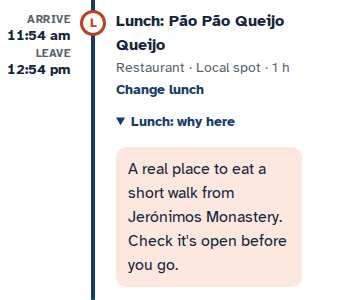 ARRIVE
11:54 am
LEAVE
12:54 pm
L
Lunch: Pão Pão Queijo
Queijo
Restaurant · Local spot · 1 h
Change lunch
▼ Lunch: why here
A real place to eat a
short walk from
Jerónimos Monastery.
Check it's open before
you go.